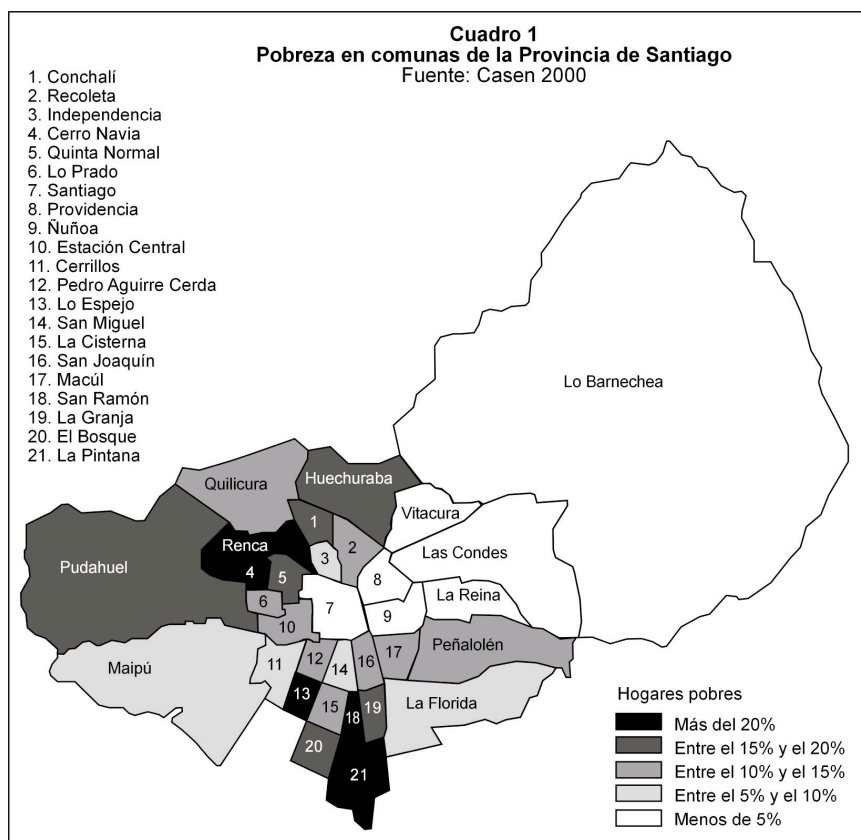 Cuadro 1
Pobreza en comunas de la Provincia de Santiago
Fuente: Casen 2000
1. Conchalí
2. Recoleta
3. Independencia
4. Cerro Navia
5. Quinta Normal
6. Lo Prado
7. Santiago
8. Providencia
9. Ñuñoa
10. Estación Central
11. Cerrillos
12. Pedro Aguirre Cerda
13. Lo Espejo
14. San Miguel
15. La Cisterna
16. San Joaquín
17. Macúl
18. San Ramón
19. La Granja
20. El Bosque
21. La Pintana
Lo Barnechea
Quilicura
Huechuraba
Vitacura
1
Renca
2
3
Las Condes
Pudahuel
4
5
8
La Reina
6
7
9
10
Maipú
11
12
14
16
17
Peñalolén
13
15
18
19
La Florida
20
21
Hogares pobres
Más del 20%
Entre el 15% y el 20%
Entre el 10% y el 15%
Entre el 5% y el 10%
Menos de 5%